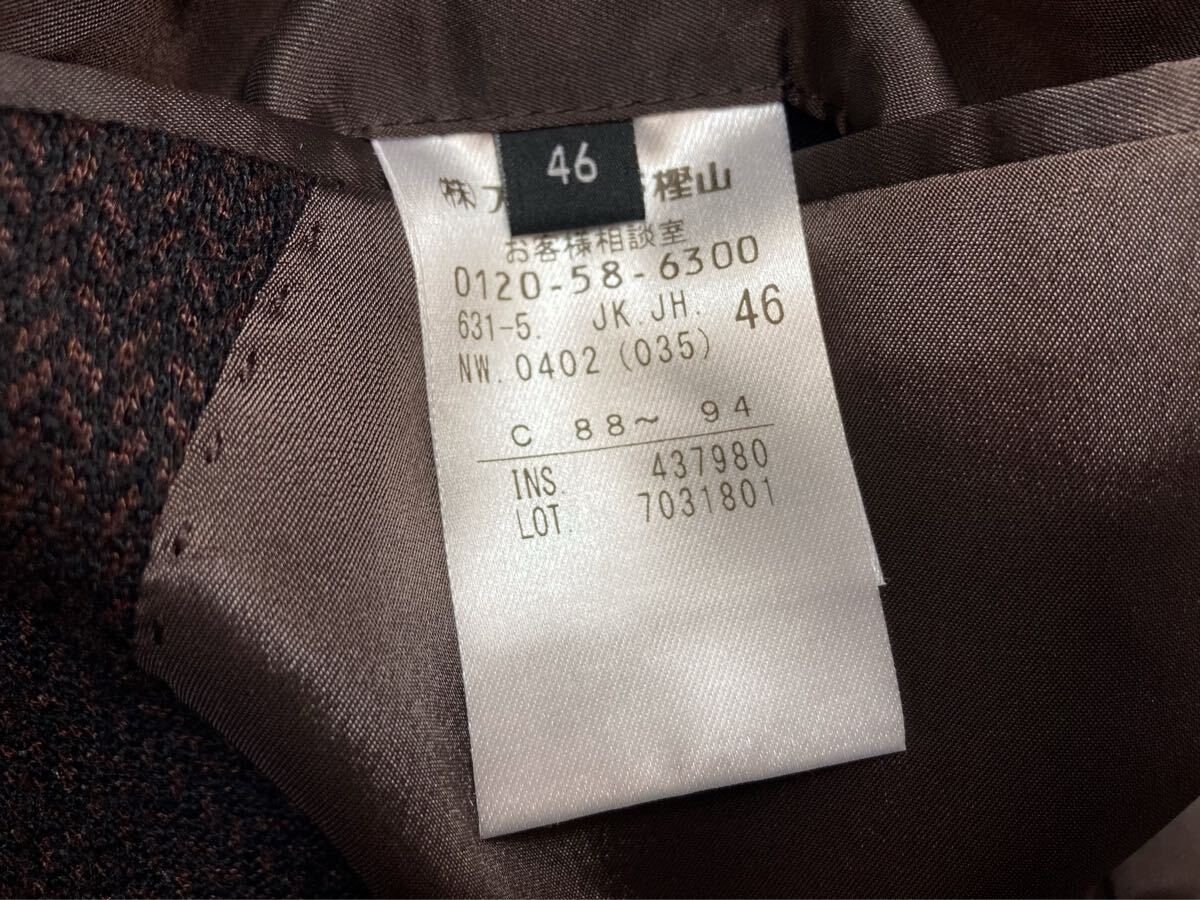 46
㈱ 樫山
お客様相談室
0120-58-6300
631-5. JK.JH. 46
NW.0402(035)
C 88～ 94
INS. 437980
LOT. 7031801